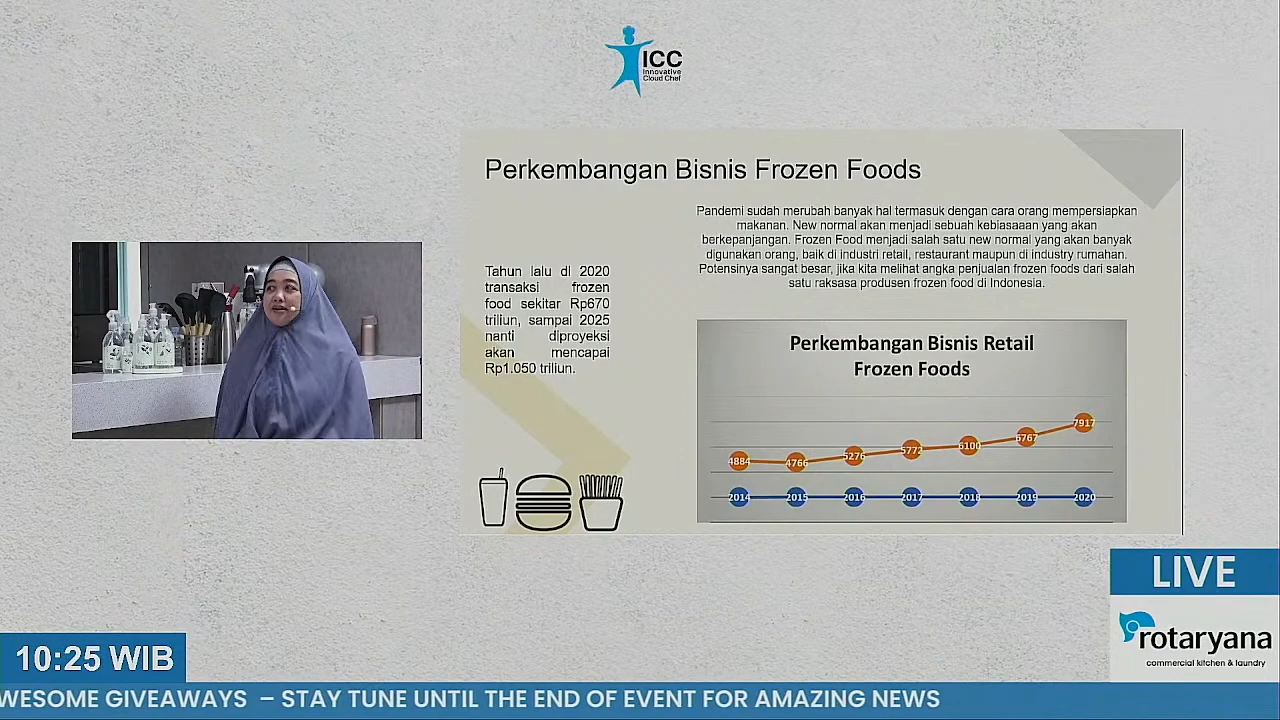 ICC
Innovative
Cloud Chef
Perkembangan Bisnis Frozen Foods
Pandemi sudah merubah banyak hal termasuk dengan cara orang mempersiapkan
makanan. New normal akan menjadi sebuah kebiasaaan yang akan
berkepanjangan. Frozen Food menjadi salah satu new normal yang akan banyak
digunakan orang, baik di industri retail, restaurant maupun di industry rumahan.
Potensinya sangat besar, jika kita melihat angka penjualan frozen foods dari salah
satu raksasa produsen frozen food di Indonesia.
Tahun lalu di 2020
transaksi frozen
food sekitar Rp670
triliun, sampai 2025
nanti diproyeksi
akan mencapai
Rp1.050 triliun.
Perkembangan Bisnis Retail
Frozen Foods
4884 4766 5276 5772 6100 6767 7917
2014 2015 2016 2017 2018 2019 2020
LIVE
rotaryana
commercial kitchen & laundry
10:25 WIB
WESOME GIVEAWAYS – STAY TUNE UNTIL THE END OF EVENT FOR AMAZING NEWS